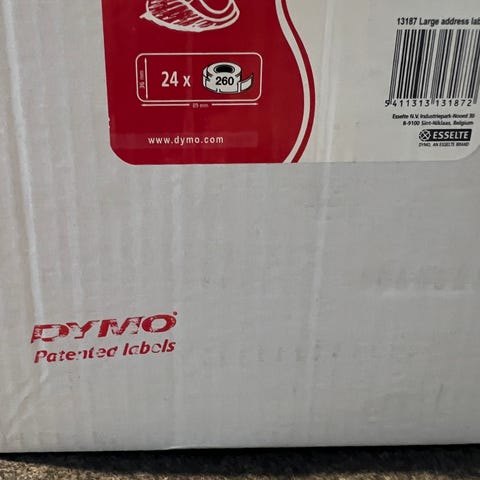 13187 Large address lab
36 mm
24 x
260
89 mm
www.dymo.com
5 411313 131872
Esselte N.V. Industriepark-Noord 30
B-9100 Sint-Niklaas, Belgium
ESSELTE
DYMO, AN ESSELTE BRAND
DYMO
Patented labels